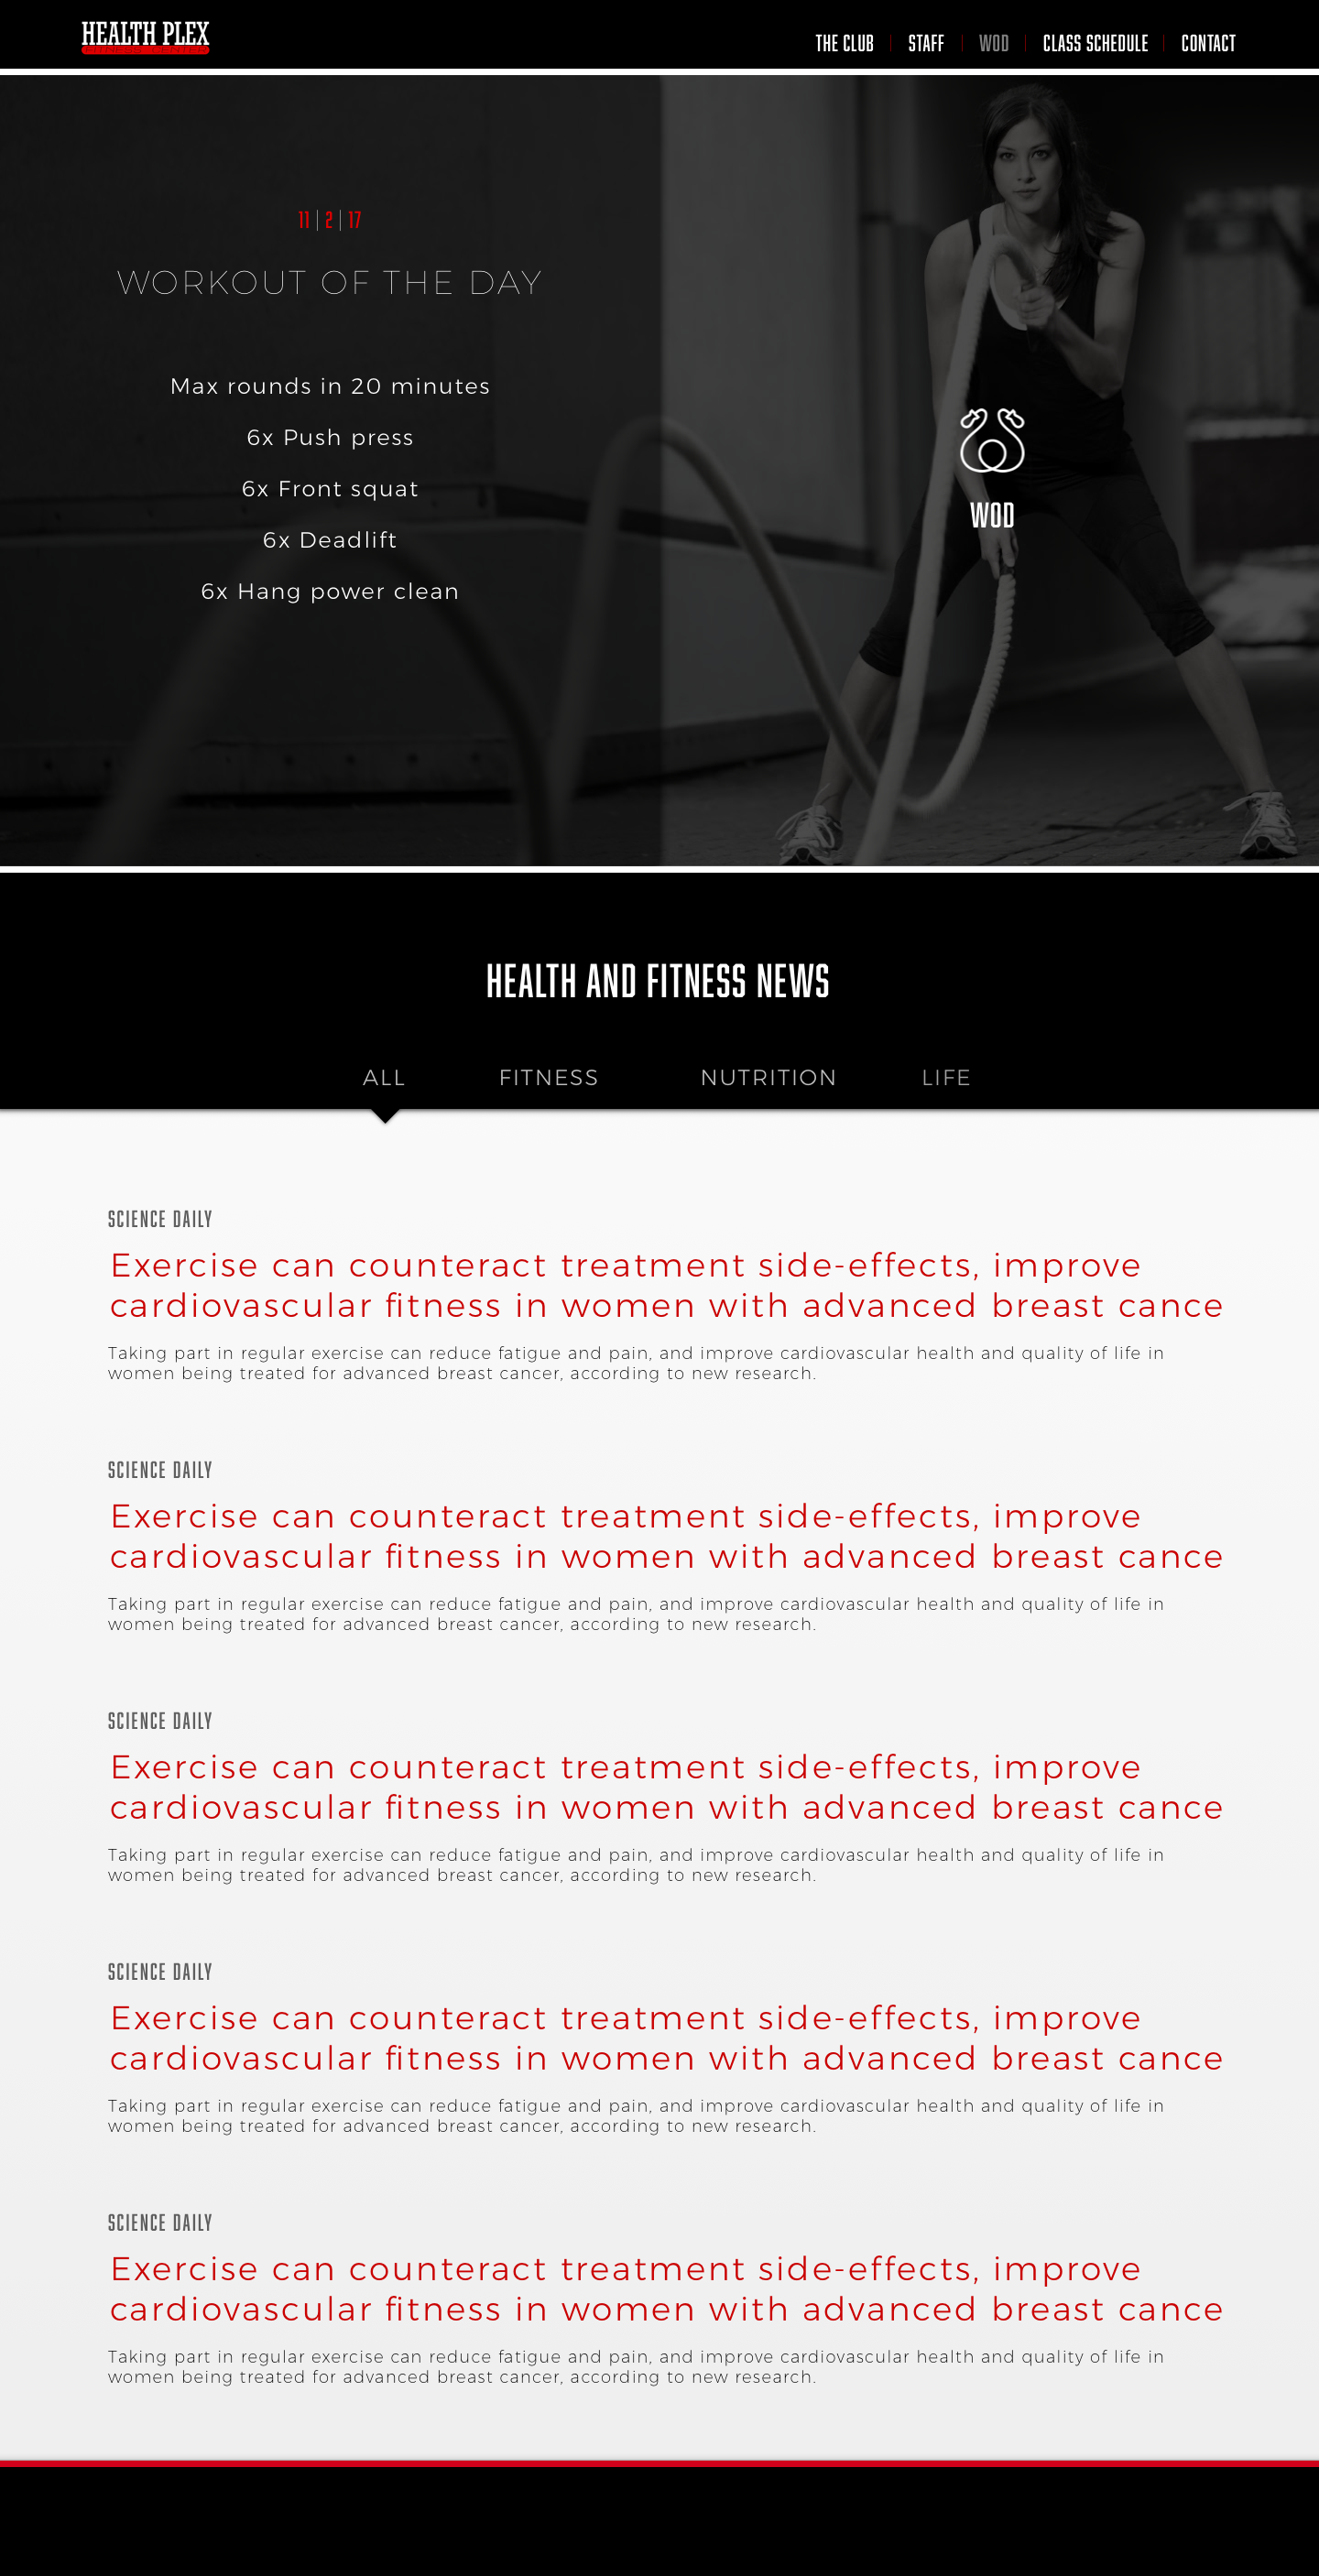 HEALTH PLEX
THE CLUB | STAFF | WOD | CLASS SCHEDULE | CONTACT
11 | 2 | 17
WORKOUT OF THE DAY
Max rounds in 20 minutes
6x Push press
6x Front squat
6x Deadlift
6x Hang power clean
WOD
HEALTH AND FITNESS NEWS
ALL FITNESS NUTRITION LIFE
SCIENCE DAILY
Exercise can counteract treatment side-effects, improve
cardiovascular fitness in women with advanced breast cance
Taking part in regular exercise can reduce fatigue and pain, and improve cardiovascular health and quality of life in
women being treated for advanced breast cancer, according to new research.
SCIENCE DAILY
Exercise can counteract treatment side-effects, improve
cardiovascular fitness in women with advanced breast cance
Taking part in regular exercise can reduce fatigue and pain, and improve cardiovascular health and quality of life in
women being treated for advanced breast cancer, according to new research.
SCIENCE DAILY
Exercise can counteract treatment side-effects, improve
cardiovascular fitness in women with advanced breast cance
Taking part in regular exercise can reduce fatigue and pain, and improve cardiovascular health and quality of life in
women being treated for advanced breast cancer, according to new research.
SCIENCE DAILY
Exercise can counteract treatment side-effects, improve
cardiovascular fitness in women with advanced breast cance
Taking part in regular exercise can reduce fatigue and pain, and improve cardiovascular health and quality of life in
women being treated for advanced breast cancer, according to new research.
SCIENCE DAILY
Exercise can counteract treatment side-effects, improve
cardiovascular fitness in women with advanced breast cance
Taking part in regular exercise can reduce fatigue and pain, and improve cardiovascular health and quality of life in
women being treated for advanced breast cancer, according to new research.